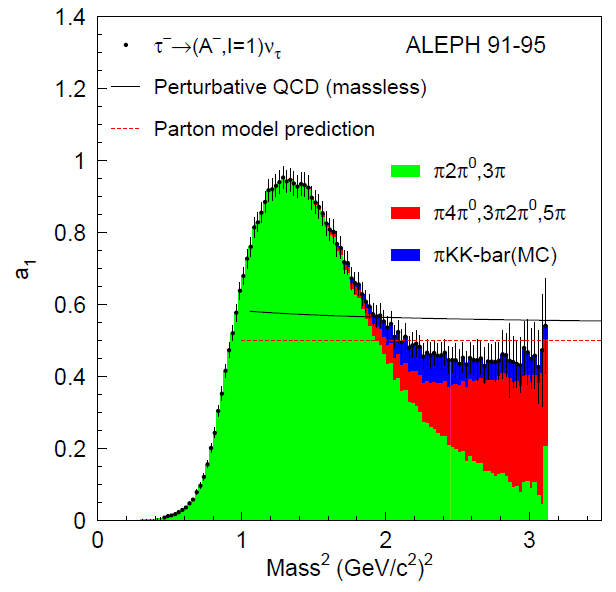 1.4
τ⁻→(A⁻,I=1)ντ ALEPH 91-95
1.2
Perturbative QCD (massless)
Parton model prediction
1
π2π⁰,3π
0.8
π4π⁰,3π2π⁰,5π
πKK-bar(MC)
a₁
0.6
0.4
0.2
0
0 1 2 3
Mass² (GeV/c²)²